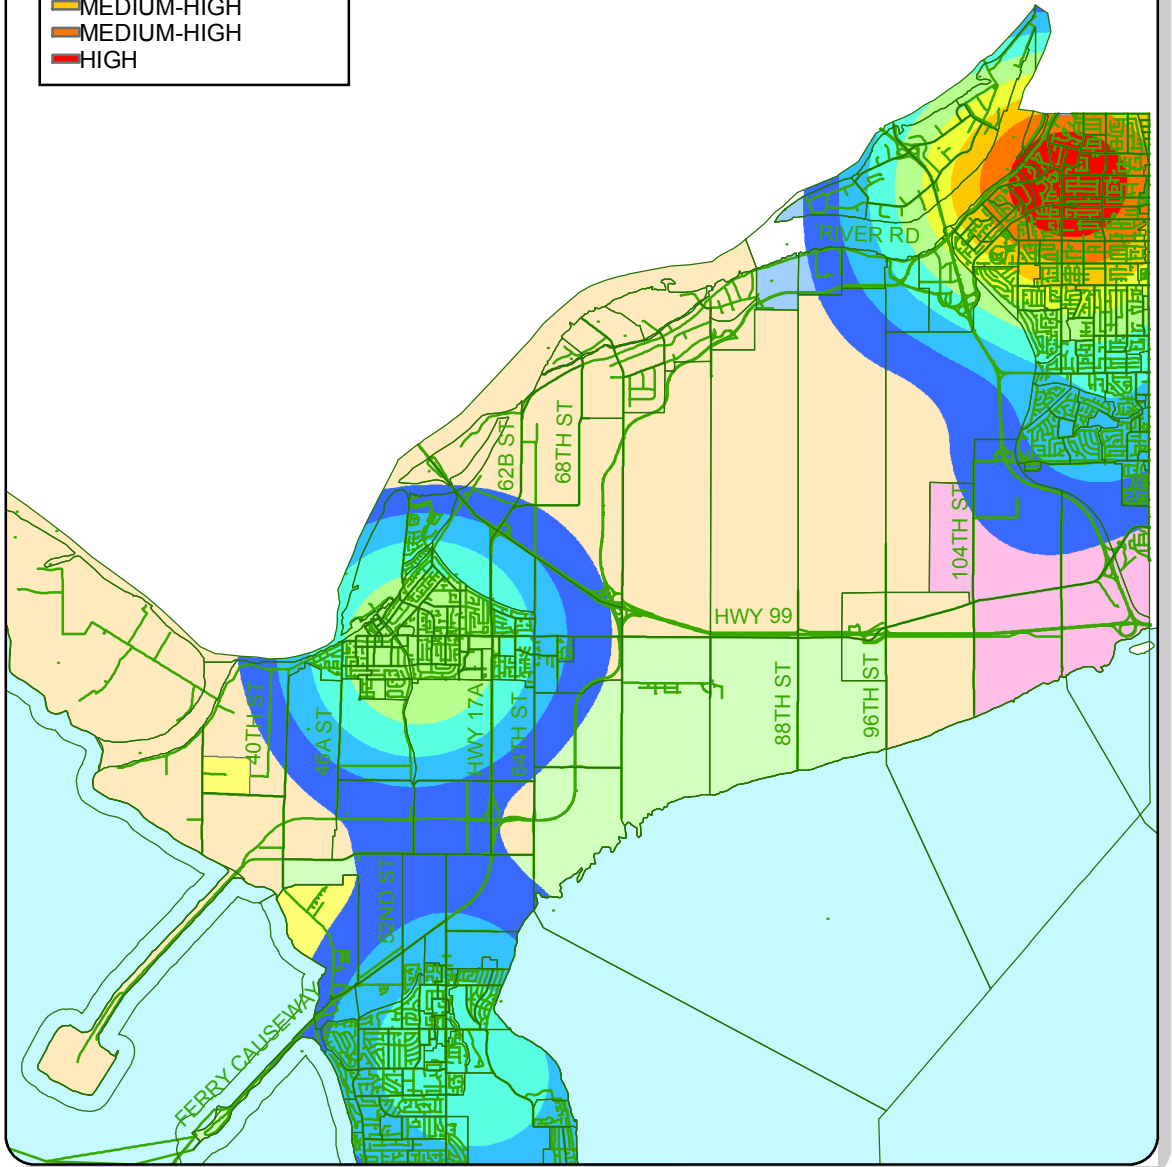 MEDIUM-HIGH
MEDIUM-HIGH
HIGH
RIVER RD
62B ST
68TH ST
104TH ST
HWY 99
88TH ST
96TH ST
40TH ST
46A ST
HWY 17A
64TH ST
52ND ST
FERRY CAUSEWAY